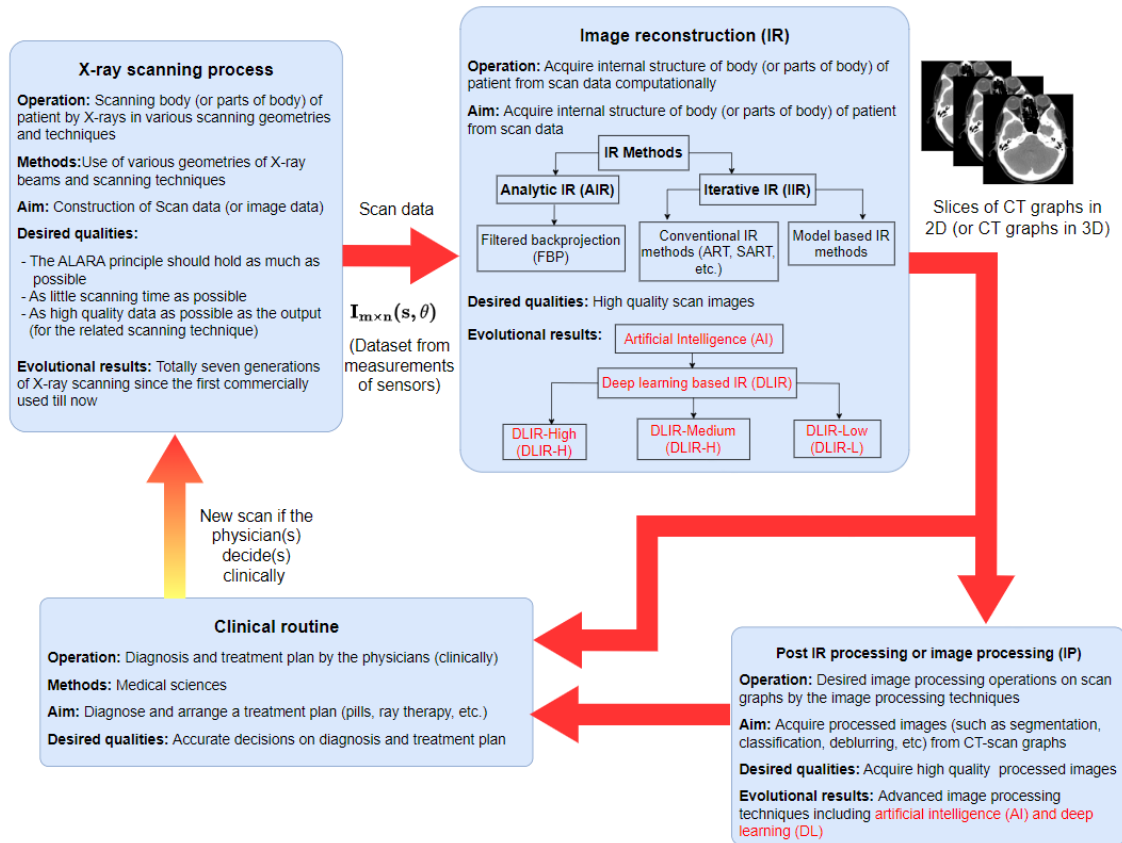 X-ray scanning process
Operation: Scanning body (or parts of body) of
patient by X-rays in various scanning geometries
and techniques
Methods:Use of various geometries of X-ray
beams and scanning techniques
Aim: Construction of Scan data (or image data)
Desired qualities:
- The ALARA principle should hold as much as
possible
- As little scanning time as possible
- As high quality data as possible as the output
(for the related scanning technique)
Evolutional results: Totally seven generations
of X-ray scanning since the first commercially
used till now
Scan data
I_{m×n}(s, θ)
(Dataset from
measurements
of sensors)
Image reconstruction (IR)
Operation: Acquire internal structure of body (or parts of body) of
patient from scan data computationally
Aim: Acquire internal structure of body (or parts of body) of patient
from scan data
IR Methods
Analytic IR (AIR)
Iterative IR (IIR)
Filtered backprojection
(FBP)
Conventional IR
methods (ART, SART,
etc.)
Model based IR
methods
Desired qualities: High quality scan images
Evolutional results:
Artificial Intelligence (AI)
Deep learning based IR (DLIR)
DLIR-High
(DLIR-H)
DLIR-Medium
(DLIR-H)
DLIR-Low
(DLIR-L)
Slices of CT graphs in
2D (or CT graphs in 3D)
New scan if the
physician(s)
decide(s)
clinically
Clinical routine
Operation: Diagnosis and treatment plan by the physicians (clinically)
Methods: Medical sciences
Aim: Diagnose and arrange a treatment plan (pills, ray therapy, etc.)
Desired qualities: Accurate decisions on diagnosis and treatment plan
Post IR processing or image processing (IP)
Operation: Desired image processing operations on scan
graphs by the image processing techniques
Aim: Acquire processed images (such as segmentation,
classification, deblurring, etc) from CT-scan graphs
Desired qualities: Acquire high quality processed images
Evolutional results: Advanced image processing
techniques including artificial intelligence (AI) and deep
learning (DL)